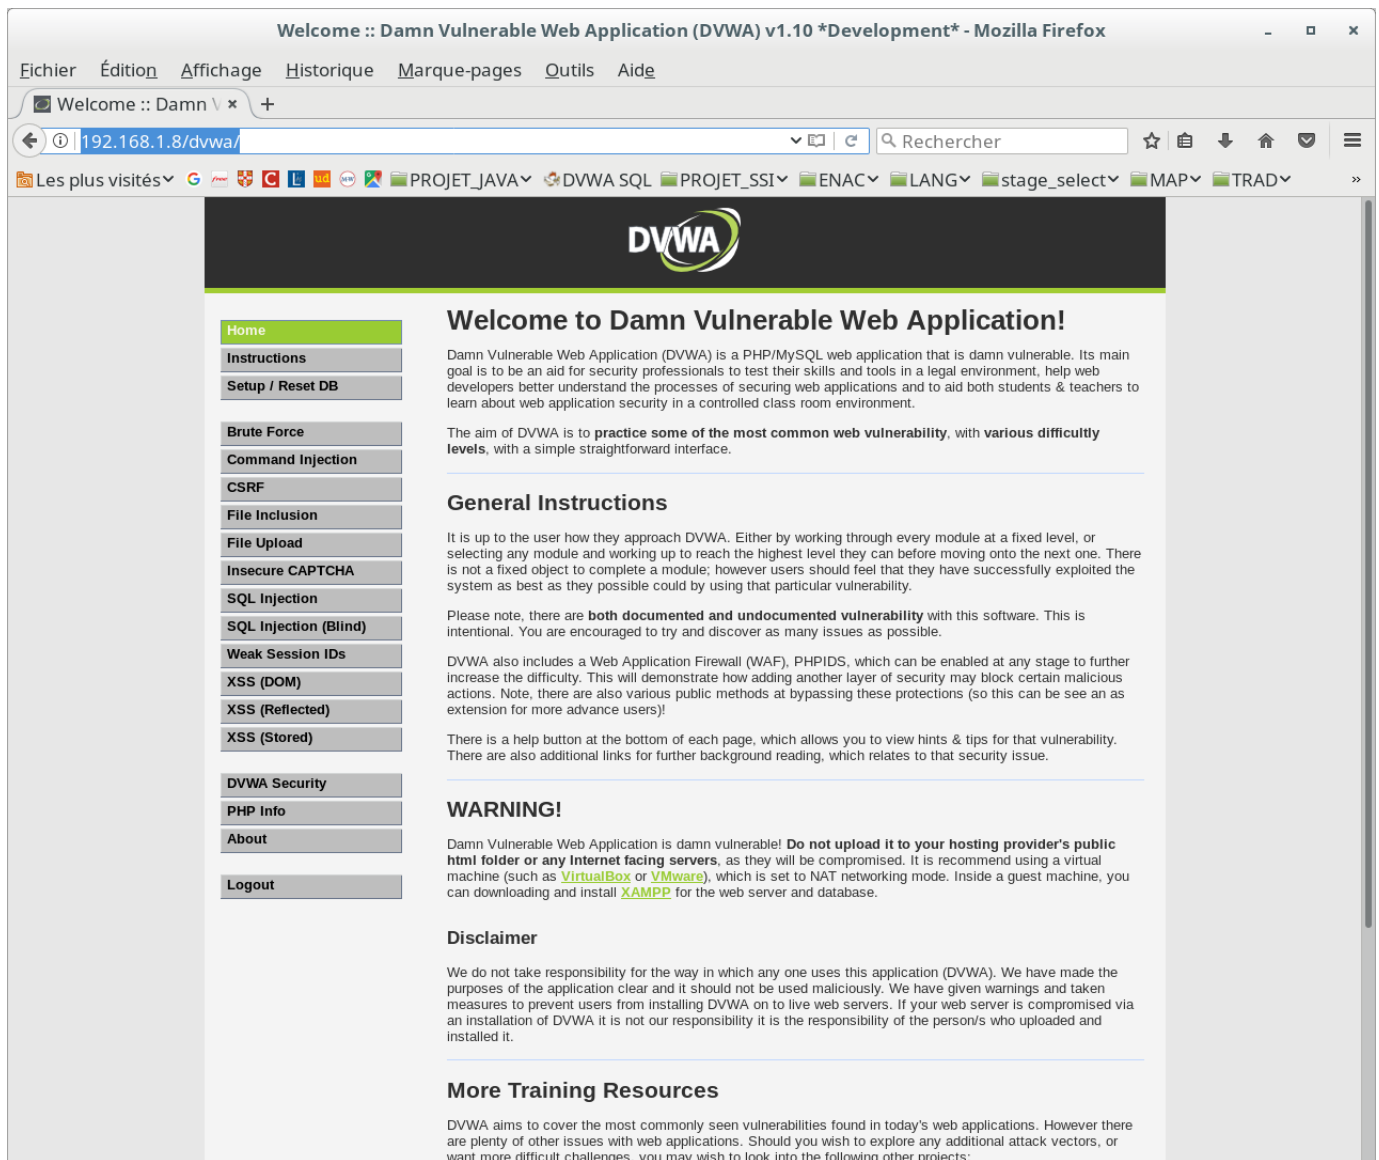 Welcome :: Damn Vulnerable Web Application (DVWA) v1.10 *Development* - Mozilla Firefox
Fichier Édition Affichage Historique Marque-pages Outils Aide
Welcome :: Damn V
192.168.1.8/dvwa/
Rechercher
Les plus visités PROJET_JAVA DVWA SQL PROJET_SSI ENAC LANG stage_select MAP TRAD »
DVWA
Home
Instructions
Setup / Reset DB
Brute Force
Command Injection
CSRF
File Inclusion
File Upload
Insecure CAPTCHA
SQL Injection
SQL Injection (Blind)
Weak Session IDs
XSS (DOM)
XSS (Reflected)
XSS (Stored)
DVWA Security
PHP Info
About
Logout
Welcome to Damn Vulnerable Web Application!
Damn Vulnerable Web Application (DVWA) is a PHP/MySQL web application that is damn vulnerable. Its main
goal is to be an aid for security professionals to test their skills and tools in a legal environment, help web
developers better understand the processes of securing web applications and to aid both students & teachers to
learn about web application security in a controlled class room environment.
The aim of DVWA is to practice some of the most common web vulnerability, with various difficultly
levels, with a simple straightforward interface.
General Instructions
It is up to the user how they approach DVWA. Either by working through every module at a fixed level, or
selecting any module and working up to reach the highest level they can before moving onto the next one. There
is not a fixed object to complete a module; however users should feel that they have successfully exploited the
system as best as they possible could by using that particular vulnerability.
Please note, there are both documented and undocumented vulnerability with this software. This is
intentional. You are encouraged to try and discover as many issues as possible.
DVWA also includes a Web Application Firewall (WAF), PHPIDS, which can be enabled at any stage to further
increase the difficulty. This will demonstrate how adding another layer of security may block certain malicious
actions. Note, there are also various public methods at bypassing these protections (so this can be see an as
extension for more advance users)!
There is a help button at the bottom of each page, which allows you to view hints & tips for that vulnerability.
There are also additional links for further background reading, which relates to that security issue.
WARNING!
Damn Vulnerable Web Application is damn vulnerable! Do not upload it to your hosting provider's public
html folder or any Internet facing servers, as they will be compromised. It is recommend using a virtual
machine (such as VirtualBox or VMware), which is set to NAT networking mode. Inside a guest machine, you
can downloading and install XAMPP for the web server and database.
Disclaimer
We do not take responsibility for the way in which any one uses this application (DVWA). We have made the
purposes of the application clear and it should not be used maliciously. We have given warnings and taken
measures to prevent users from installing DVWA on to live web servers. If your web server is compromised via
an installation of DVWA it is not our responsibility it is the responsibility of the person/s who uploaded and
installed it.
More Training Resources
DVWA aims to cover the most commonly seen vulnerabilities found in today's web applications. However there
are plenty of other issues with web applications. Should you wish to explore any additional attack vectors, or
want more difficult challenges, you may wish to look into the following other projects: